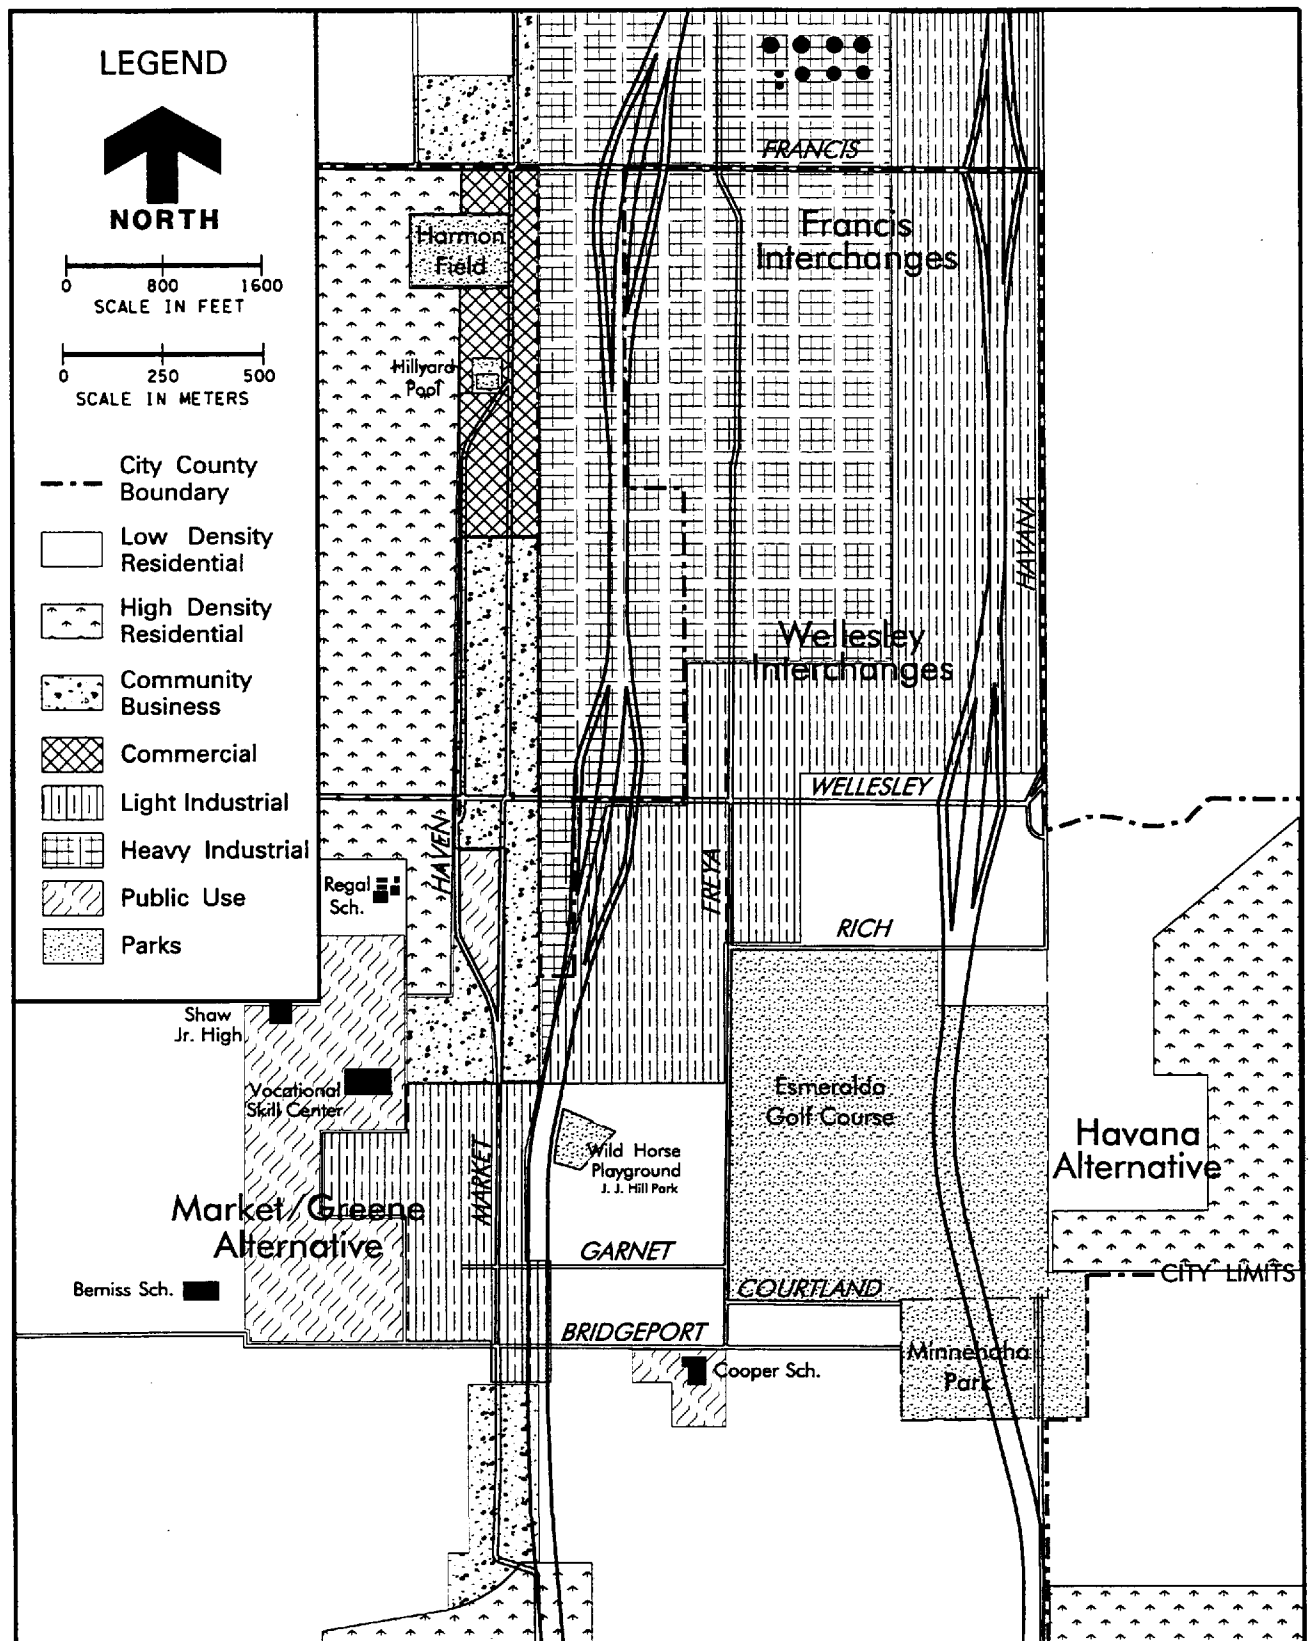 LEGEND
NORTH
0 800 1600
SCALE IN FEET
0 250 500
SCALE IN METERS
City County
Boundary
Low Density
Residential
High Density
Residential
Community
Business
Commercial
Light Industrial
Heavy Industrial
Public Use
Parks
FRANCIS
Harmon
Field
Francis
Interchanges
Hillyard
Pool
HAVANA
Wellesley
Interchanges
WELLESLEY
HAVEN
FREYA
Regal
Sch.
RICH
Shaw
Jr. High
Vocational
Skill Center
Esmeralda
Golf Course
Havana
Alternative
MARKET
Wild Horse
Playground
J. J. Hill Park
Market/Greene
Alternative
GARNET
Bemiss Sch.
COURTLAND
CITY LIMITS
BRIDGEPORT
Minnehaha
Park
Cooper Sch.